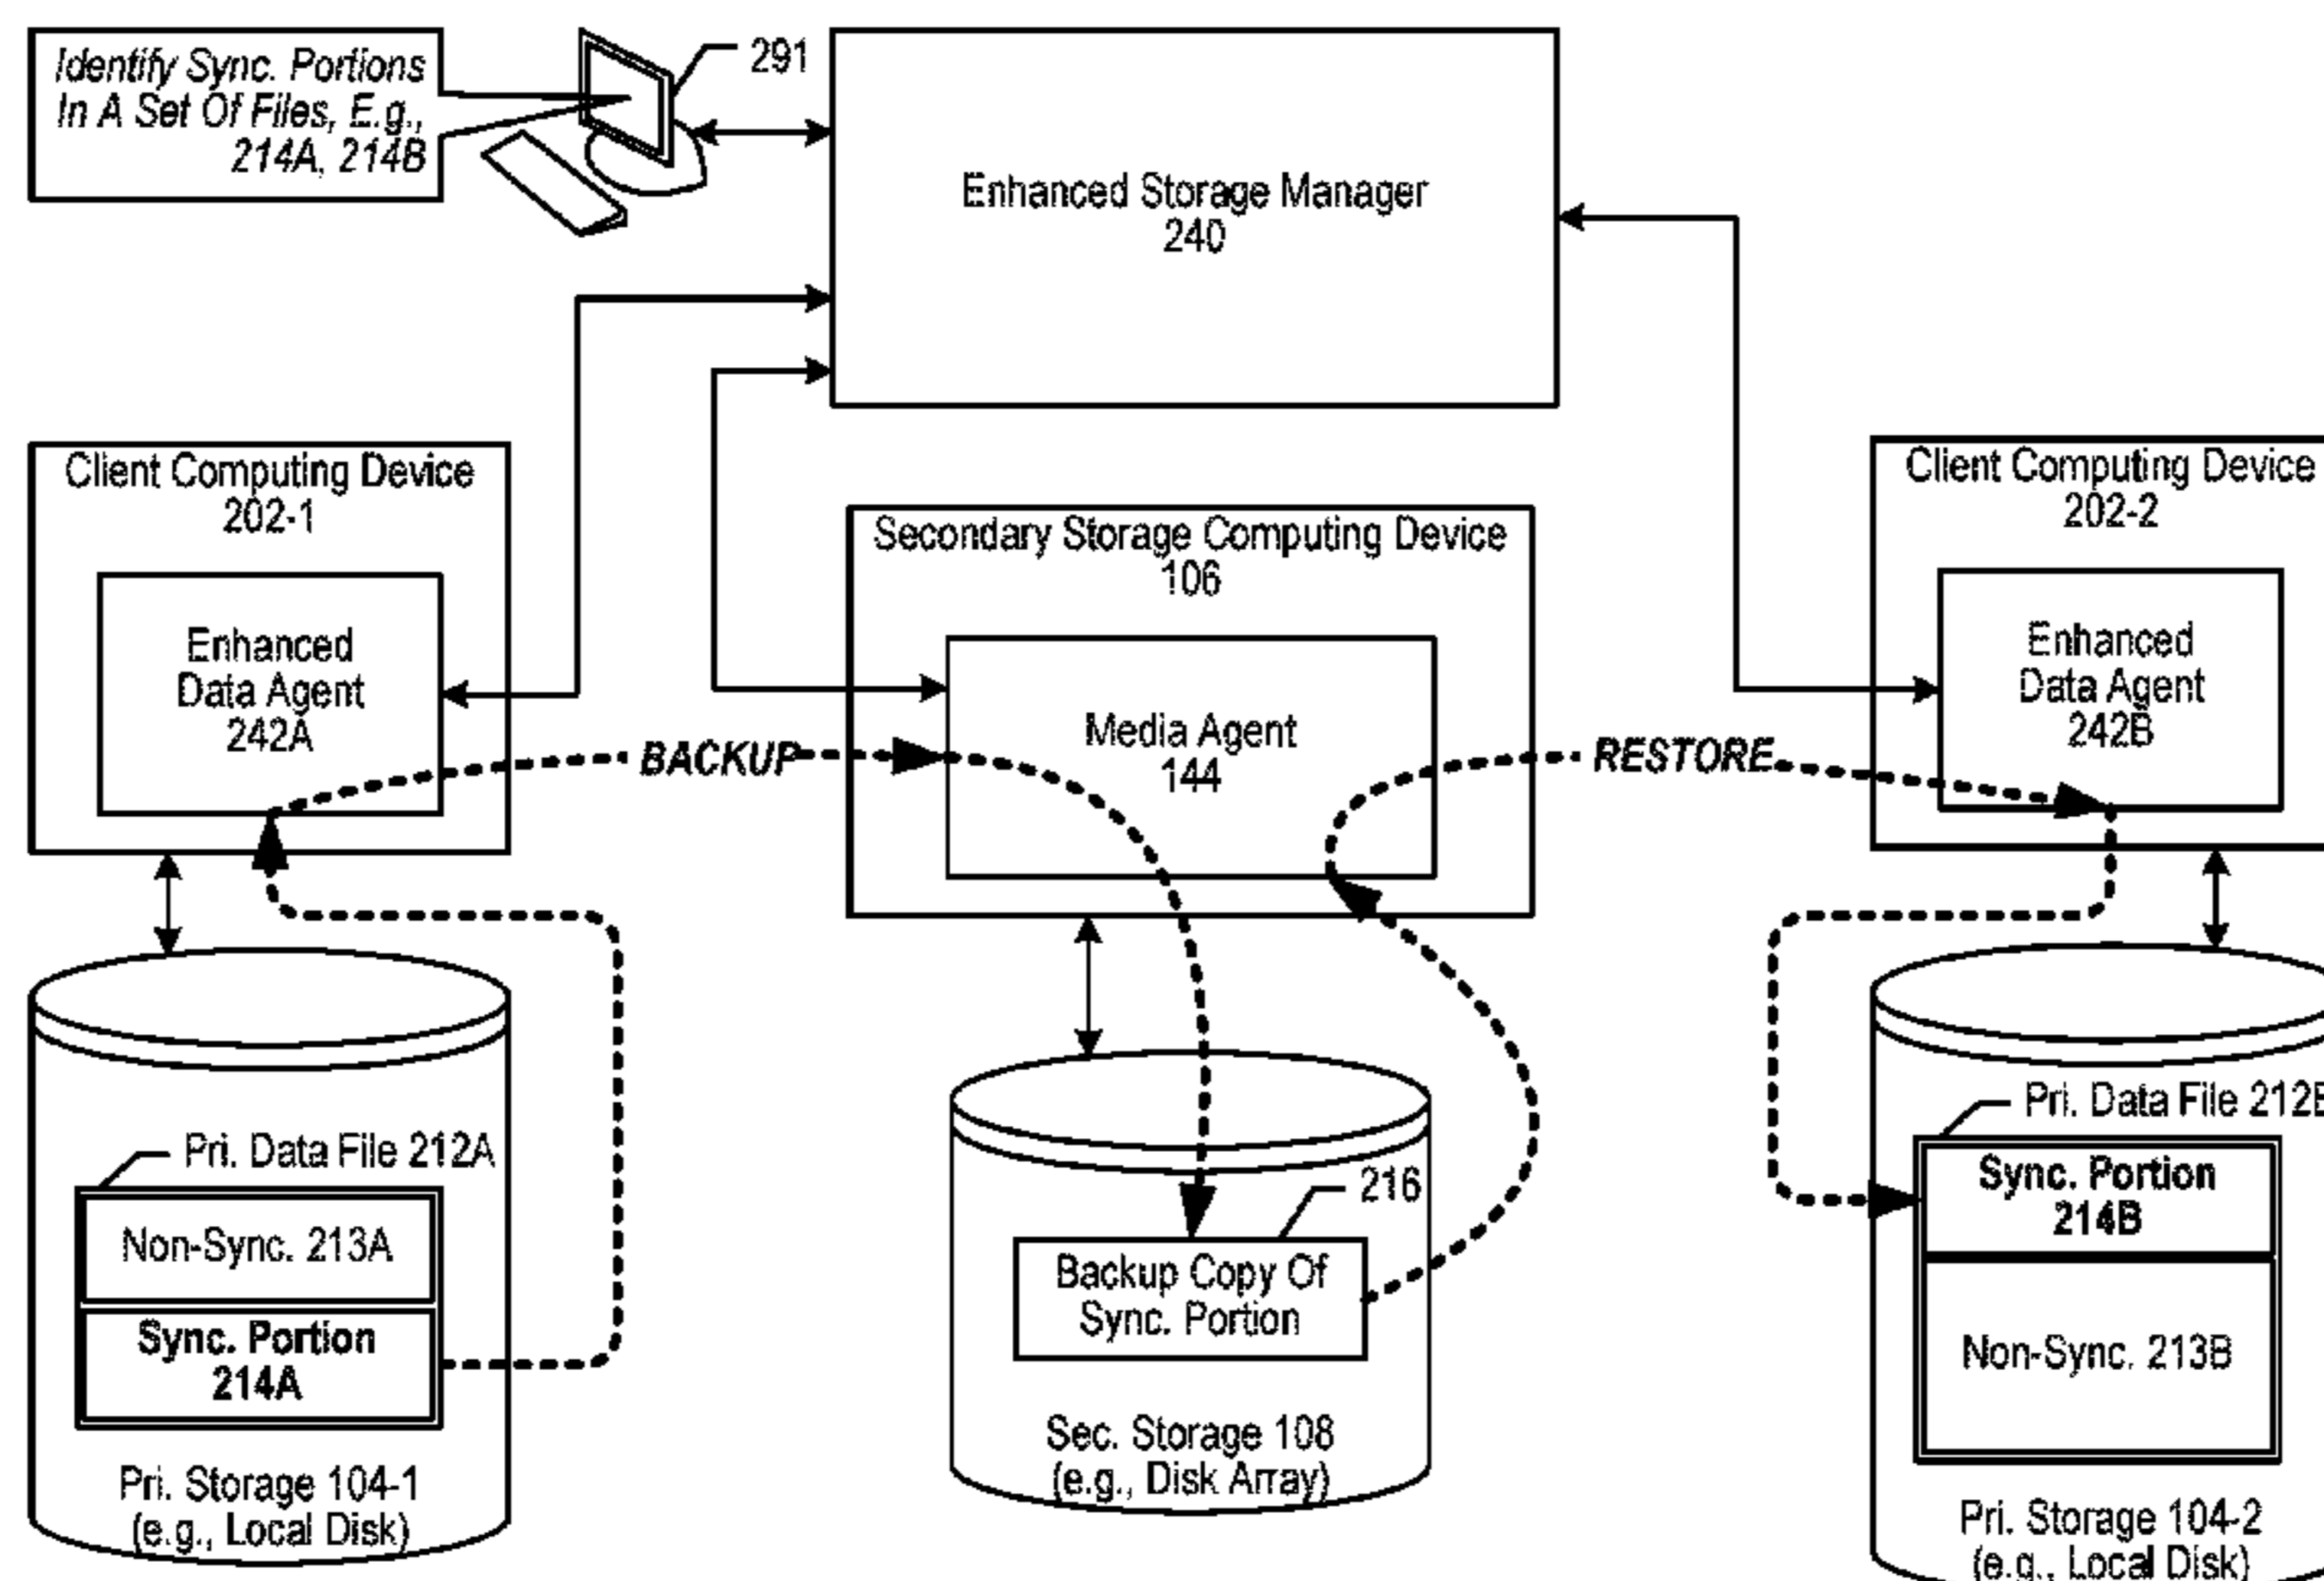 Identify Sync. Portions
In A Set Of Files, E.g.,
214A, 214B
291
Enhanced Storage Manager
240
Client Computing Device
202-1
Enhanced
Data Agent
242A
Secondary Storage Computing Device
106
Media Agent
144
Client Computing Device
202-2
Enhanced
Data Agent
242B
BACKUP
RESTORE
Pri. Data File 212A
Non-Sync. 213A
Sync. Portion
214A
Pri. Storage 104-1
(e.g., Local Disk)
216
Backup Copy Of
Sync. Portion
Sec. Storage 108
(e.g., Disk Array)
Pri. Data File 212B
Sync. Portion
214B
Non-Sync. 213B
Pri. Storage 104-2
(e.g., Local Disk)